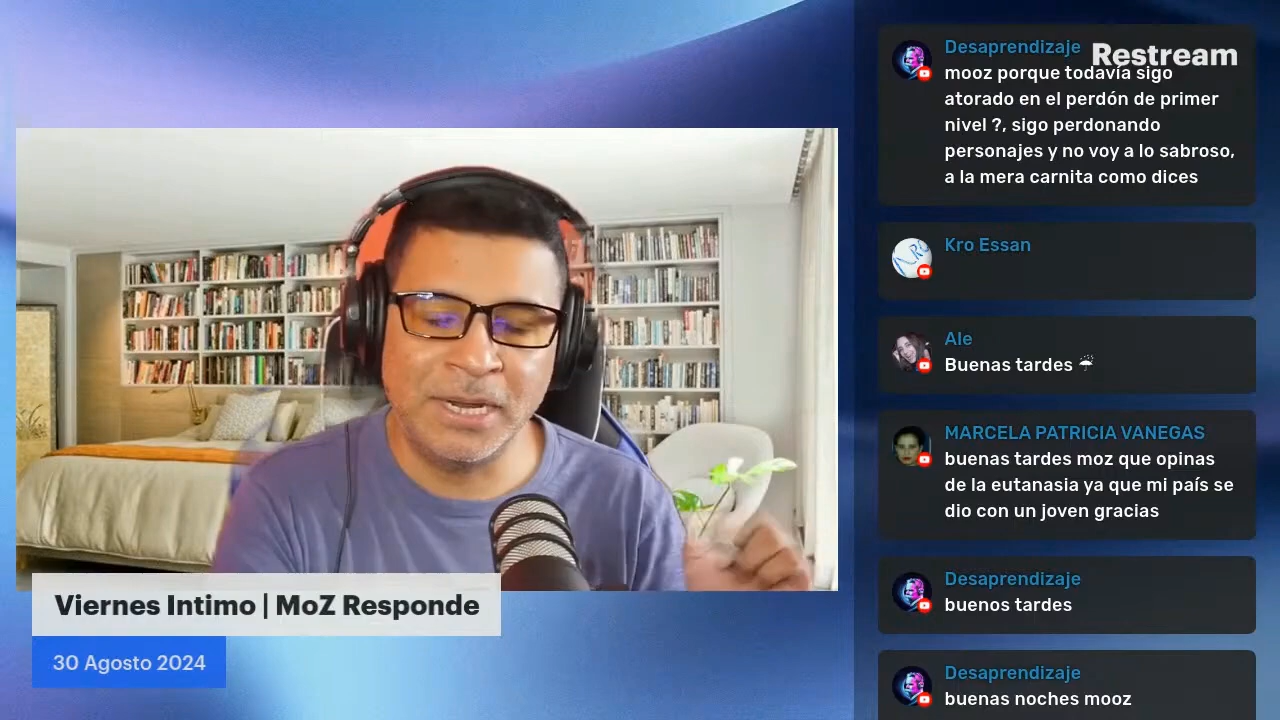 Viernes Intimo | MoZ Responde
30 Agosto 2024
Restream
Desaprendizaje
mooz porque todavía sigo
atorado en el perdón de primer
nivel ?, sigo perdonando
personajes y no voy a lo sabroso,
a la mera carnita como dices
Kro Essan
Ale
Buenas tardes ☔
MARCELA PATRICIA VANEGAS
buenas tardes moz que opinas
de la eutanasia ya que mi país se
dio con un joven gracias
Desaprendizaje
buenos tardes
Desaprendizaje
buenas noches mooz